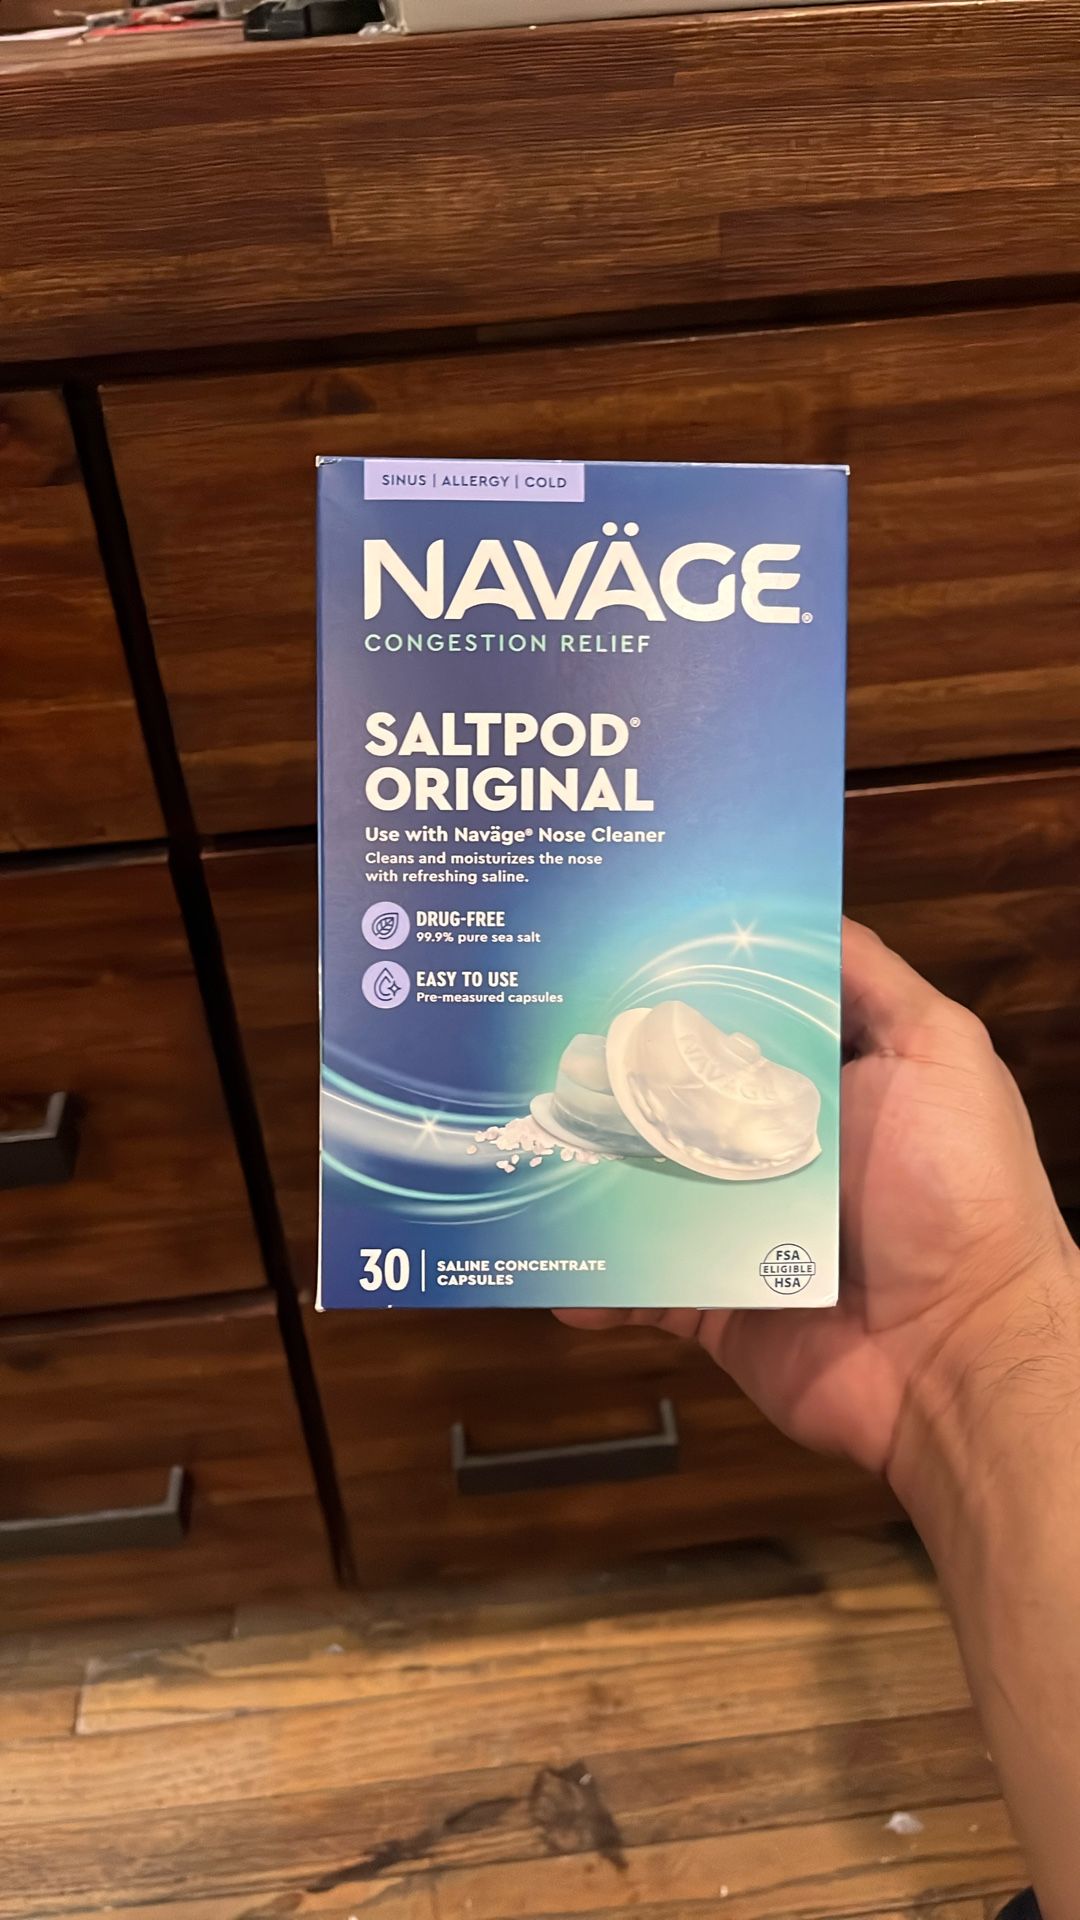 SINUS | ALLERGY | COLD
NAVÄGE®
CONGESTION RELIEF
SALTPOD®
ORIGINAL
Use with Naväge® Nose Cleaner
Cleans and moisturizes the nose
with refreshing saline.
DRUG-FREE
99.9% pure sea salt
EASY TO USE
Pre-measured capsules
NAVÄGE
30 | SALINE CONCENTRATE
CAPSULES
FSA
ELIGIBLE
HSA